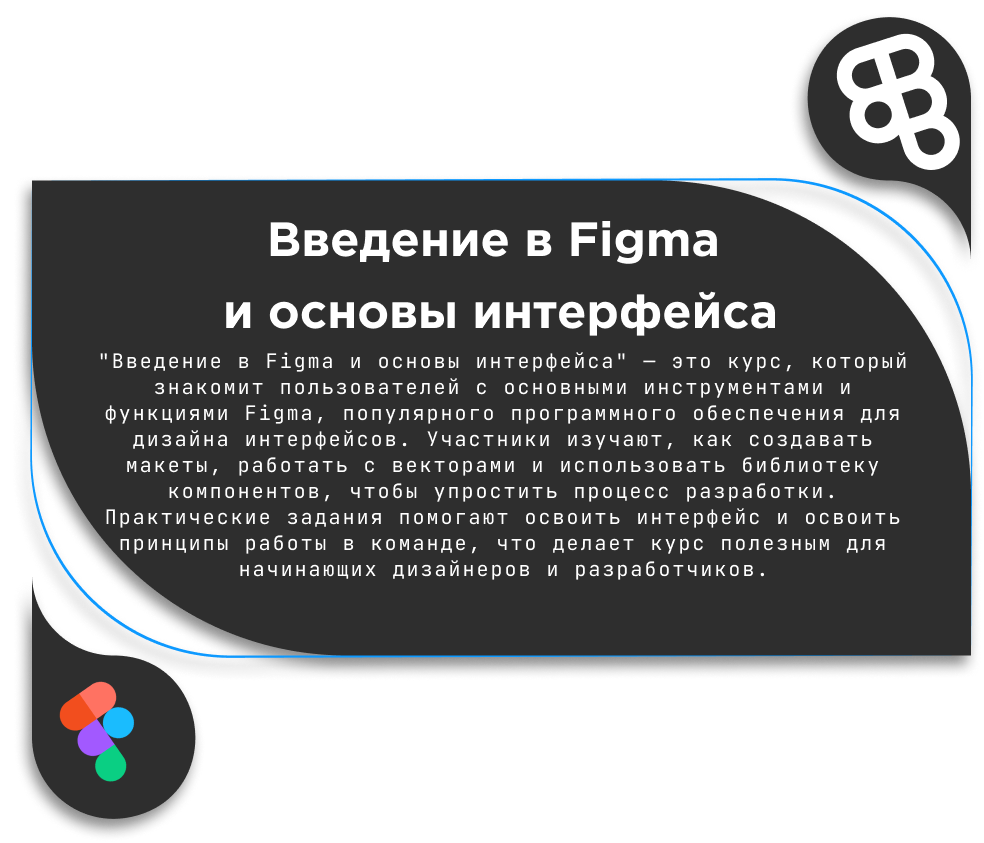 Введение в Figma
и основы интерфейса
"Введение в Figma и основы интерфейса" — это курс, который
знакомит пользователей с основными инструментами и
функциями Figma, популярного программного обеспечения для
дизайна интерфейсов. Участники изучают, как создавать
макеты, работать с векторами и использовать библиотеку
компонентов, чтобы упростить процесс разработки.
Практические задания помогают освоить интерфейс и освоить
принципы работы в команде, что делает курс полезным для
начинающих дизайнеров и разработчиков.